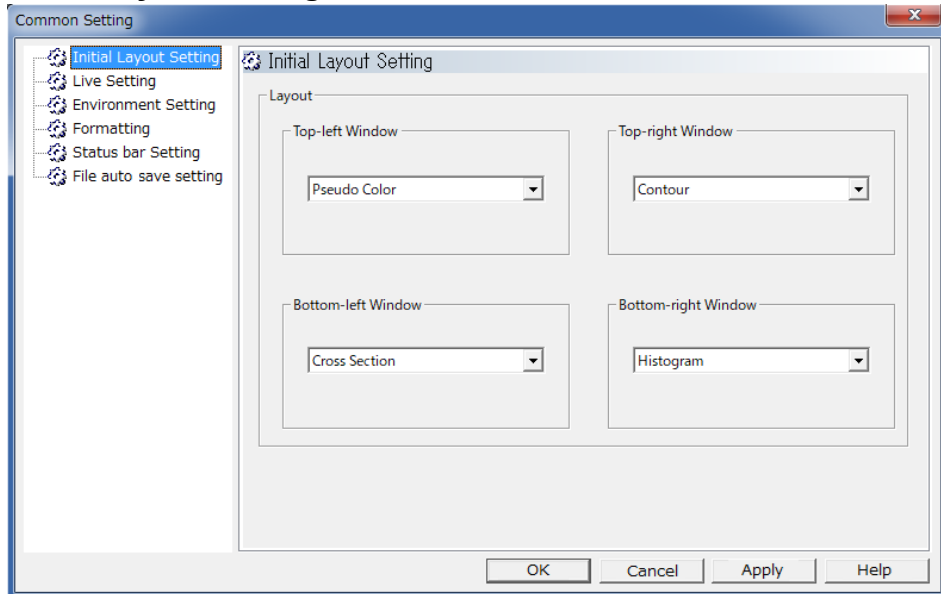 Common Setting
Initial Layout Setting
Live Setting
Environment Setting
Formatting
Status bar Setting
File auto save setting
Initial Layout Setting
Layout
Top-left Window
Pseudo Color
Top-right Window
Contour
Bottom-left Window
Cross Section
Bottom-right Window
Histogram
OK
Cancel
Apply
Help